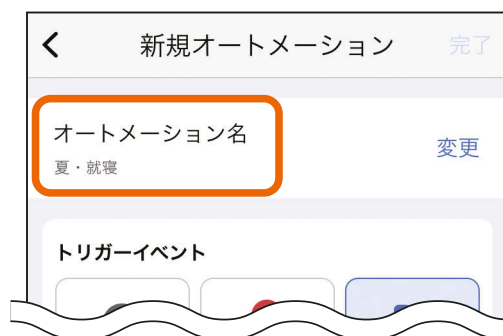 新規オートメーション 完了
オートメーション名
変更
夏・就寝
トリガーイベント